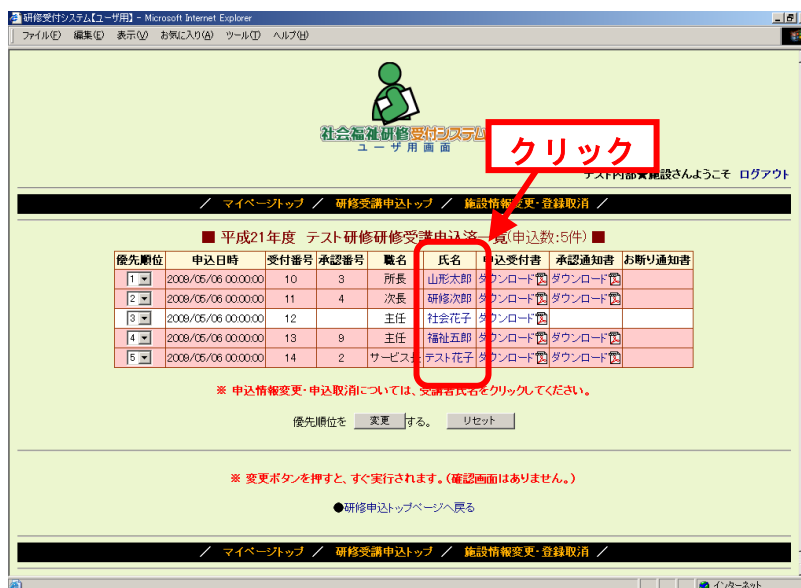 研修受付システム【ユーザ用】 - Microsoft Internet Explorer
ファイル(F) 編集(E) 表示(V) お気に入り(A) ツール(T) ヘルプ(H)
社会福祉研修受付システム
ユーザ用画面
クリック
テスト内部★施設さんようこそ ログアウト
/ マイページトップ / 研修受講申込トップ / 施設情報変更・登録取消 /
■ 平成21年度 テスト研修研修受講申込済一覧(申込数:5件) ■
優先順位 申込日時 受付番号 承認番号 職名 氏名 申込受付書 承認通知書 お断り通知書
1 2009/05/06 00:00:00 10 3 所長 山形太郎 ダウンロード ダウンロード
2 2009/05/06 00:00:00 11 4 次長 研修次郎 ダウンロード ダウンロード
3 2009/05/06 00:00:00 12 主任 社会花子 ダウンロード
4 2009/05/06 00:00:00 13 9 主任 福祉五郎 ダウンロード ダウンロード
5 2009/05/06 00:00:00 14 2 サービス長 テスト花子 ダウンロード ダウンロード
※ 申込情報変更・申込取消については、受講者氏名をクリックしてください。
優先順位を 変更 する。 リセット
※ 変更ボタンを押すと、すぐ実行されます。(確認画面はありません。)
●研修申込トップページへ戻る
/ マイページトップ / 研修受講申込トップ / 施設情報変更・登録取消 /
インターネット